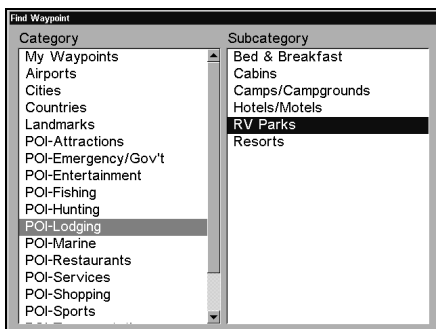 Find Waypoint
Category
Subcategory
My Waypoints
Airports
Cities
Countries
Landmarks
POI-Attractions
POI-Emergency/Gov't
POI-Entertainment
POI-Fishing
POI-Hunting
POI-Lodging
POI-Marine
POI-Restaurants
POI-Services
POI-Shopping
POI-Sports
Bed & Breakfast
Cabins
Camps/Campgrounds
Hotels/Motels
RV Parks
Resorts